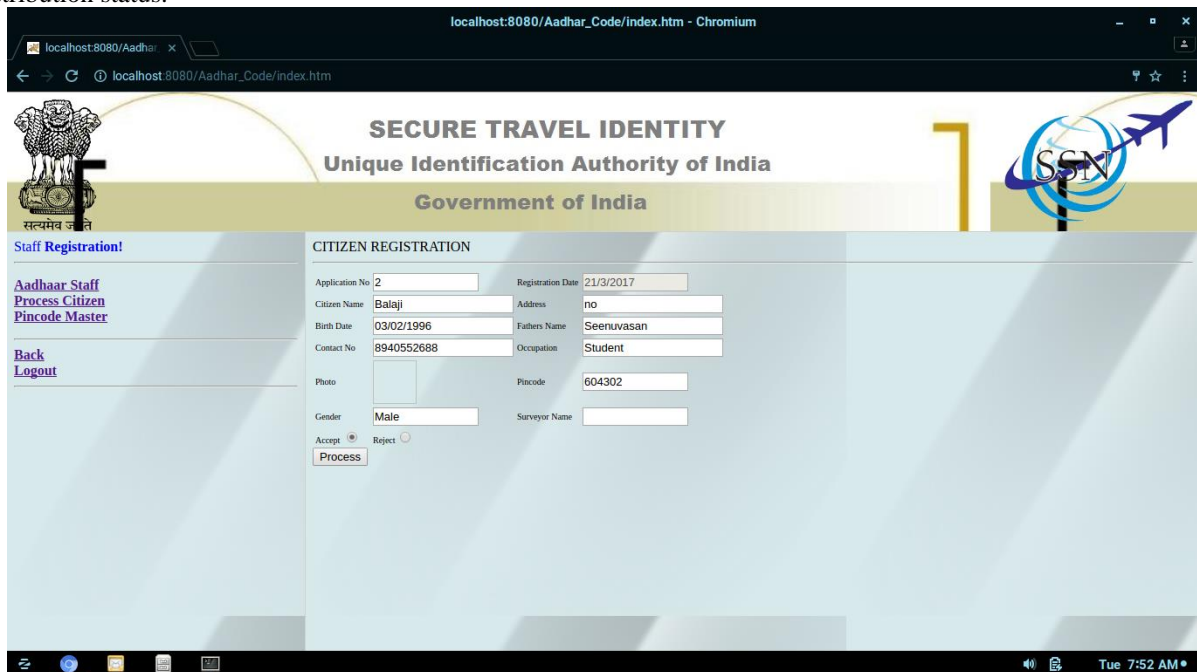 tribution status.
localhost:8080/Aadhar_Code/index.htm - Chromium
localhost:8080/Aadhar
localhost:8080/Aadhar_Code/index.htm
SECURE TRAVEL IDENTITY
Unique Identification Authority of India
Government of India
SSN
Staff Registration!
Aadhaar Staff
Process Citizen
Pincode Master
Back
Logout
CITIZEN REGISTRATION
Application No 2 Registration Date 21/3/2017
Citizen Name Balaji Address no
Birth Date 03/02/1996 Fathers Name Seenuvasan
Contact No 8940552688 Occupation Student
Photo Pincode 604302
Gender Male Surveyor Name
Accept Reject
Process
Tue 7:52 AM